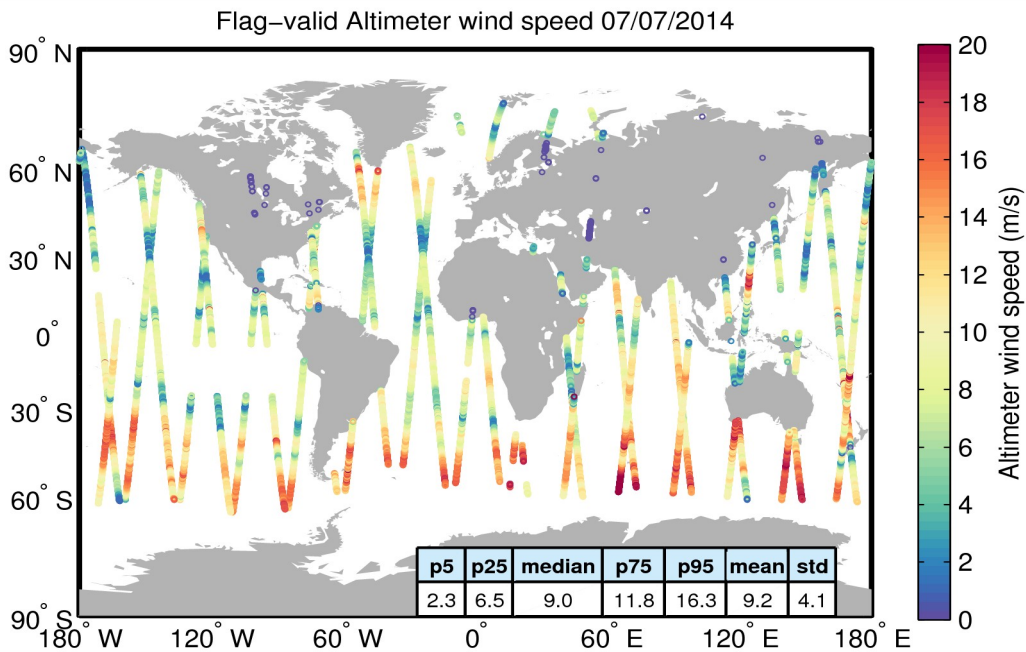 Flag−valid Altimeter wind speed 07/07/2014
90° N
60° N
30° N
0°
30° S
60° S
90° S
180° W
120° W
60° W
0°
60° E
120° E
180° E
p5 p25 median p75 p95 mean std
2.3 6.5 9.0 11.8 16.3 9.2 4.1
20
18
16
14
12
10
8
6
4
2
0
Altimeter wind speed (m/s)